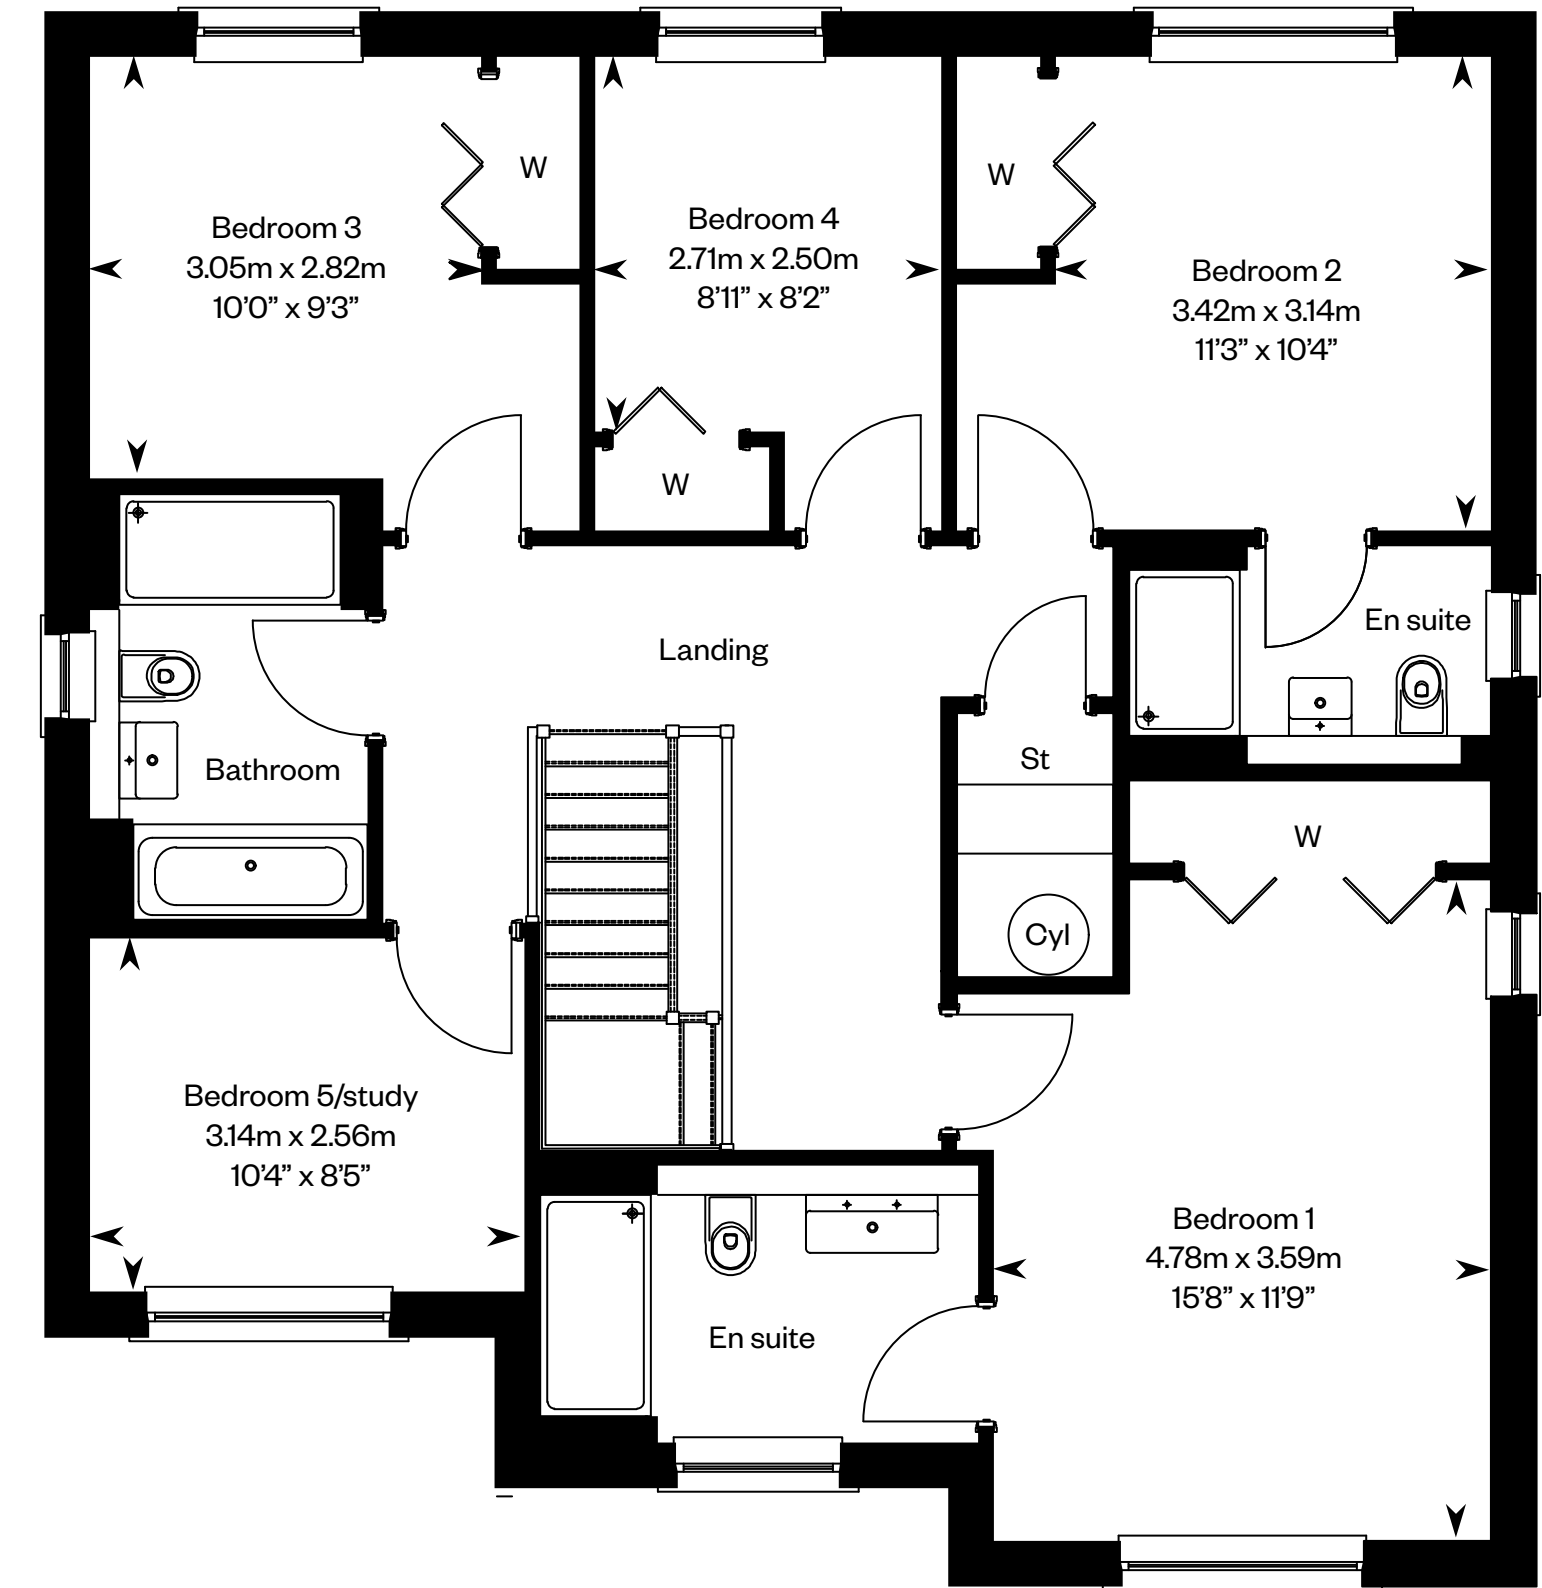 W
Bedroom 3
3.05m x 2.82m
10’0” x 9’3”
Bedroom 4
2.71m x 2.50m
8’11” x 8’2”
W
W
Bedroom 2
3.42m x 3.14m
11’3” x 10’4”
Landing
En suite
Bathroom
St
W
Cyl
Bedroom 5/study
3.14m x 2.56m
10’4” x 8’5”
En suite
Bedroom 1
4.78m x 3.59m
15’8” x 11’9”